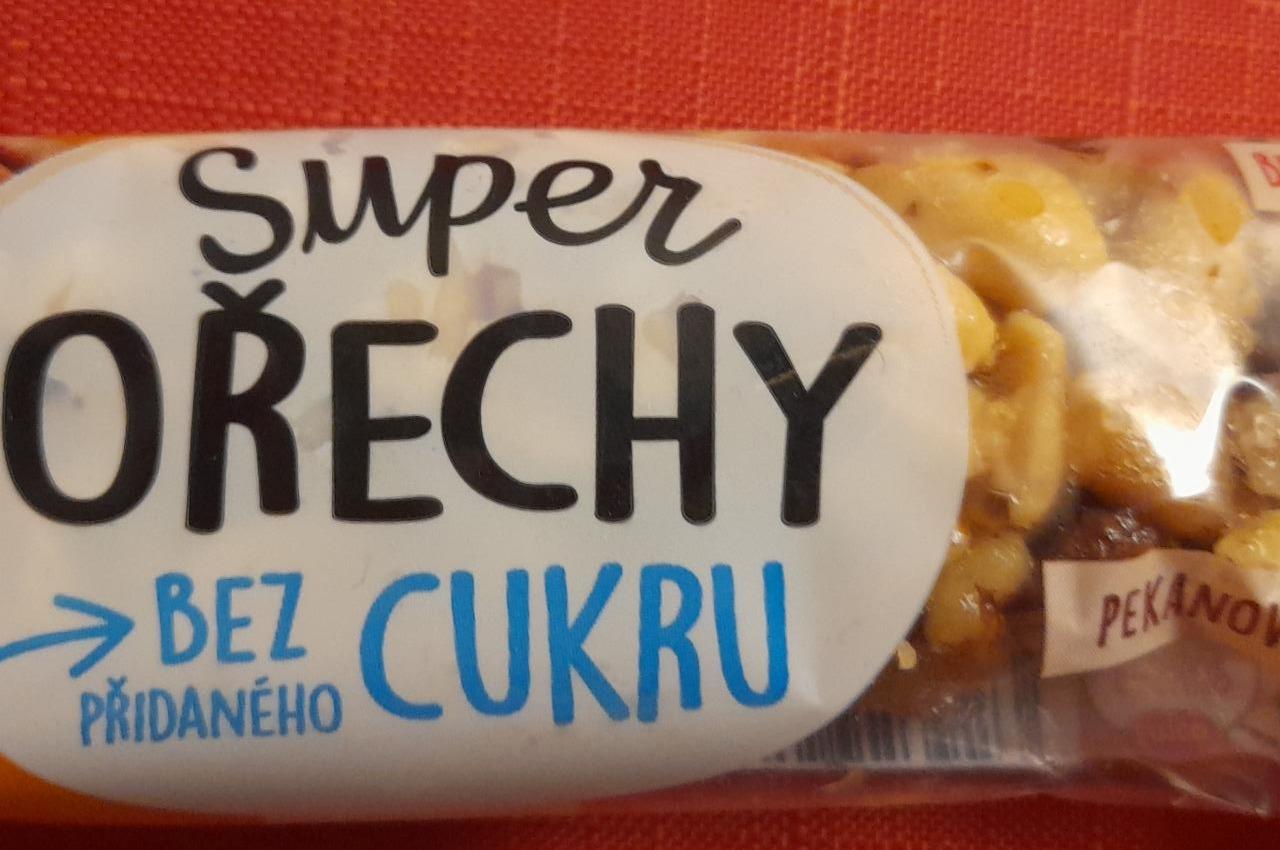 Super
OŘECHY
BEZ CUKRU
PŘIDANÉHO